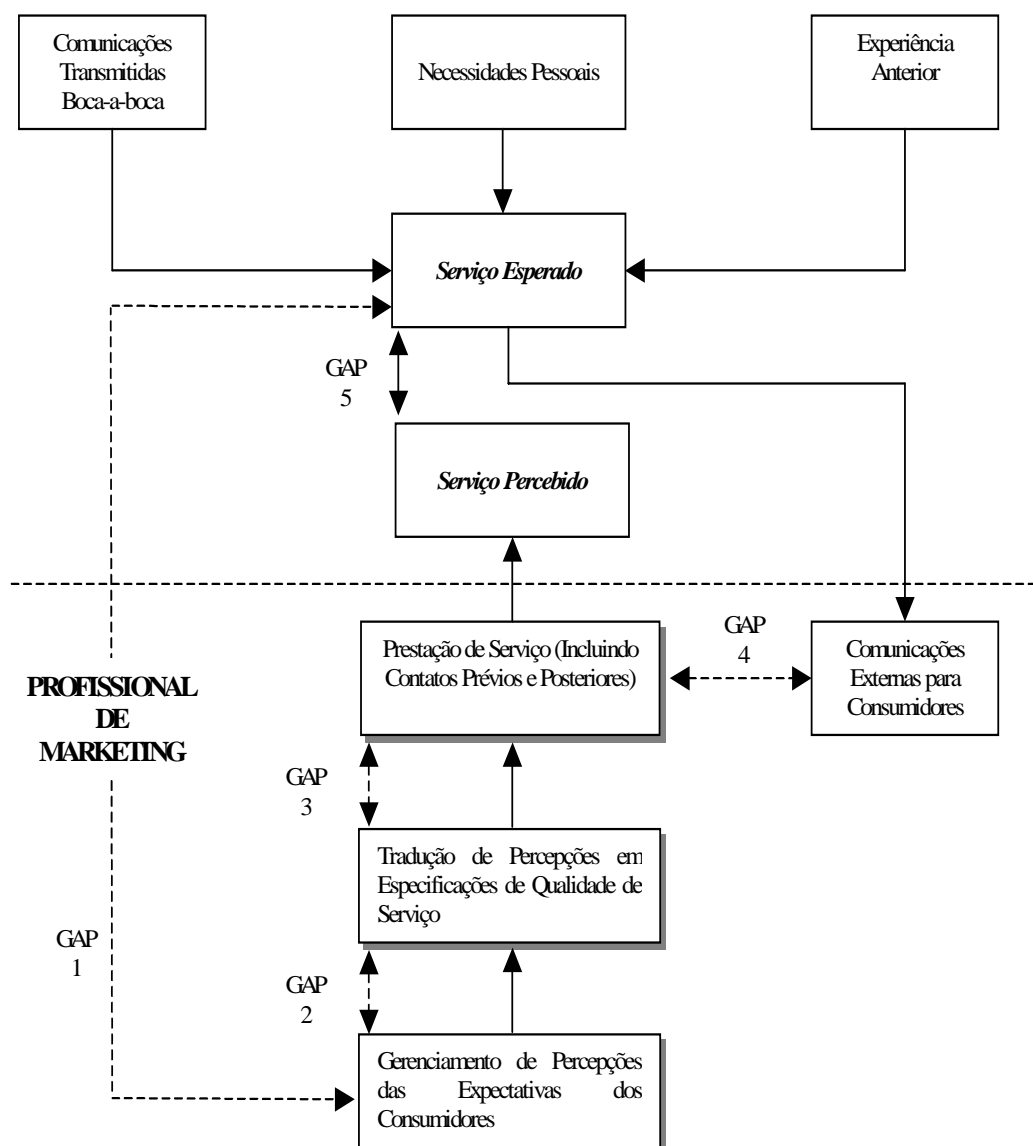 Comunicações
Transmitidas
Boca-a-boca
Necessidades Pessoais
Experiência
Anterior
Serviço Esperado
GAP
5
Serviço Percebido
Prestação de Serviço (Incluindo
Contatos Prévios e Posteriores)
GAP
4
Comunicações
Externas para
Consumidores
PROFISSIONAL
DE
MARKETING
GAP
3
Tradução de Percepções em
Especificações de Qualidade de
Serviço
GAP
1
GAP
2
Gerenciamento de Percepções
das Expectativas dos
Consumidores